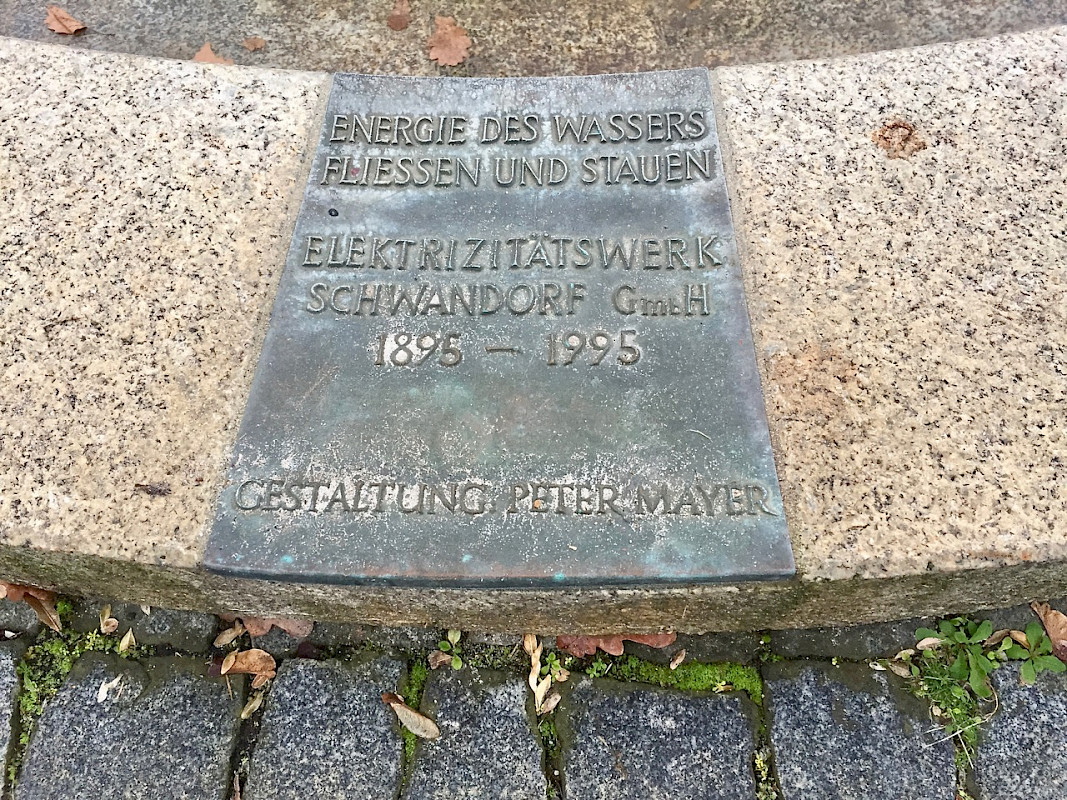 ENERGIE DES WASSERS
FLIESSEN UND STAUEN
ELEKTRIZITÄTSWERK
SCHWANDORF GmbH
1895 – 1995
GESTALTUNG: PETER MAYER